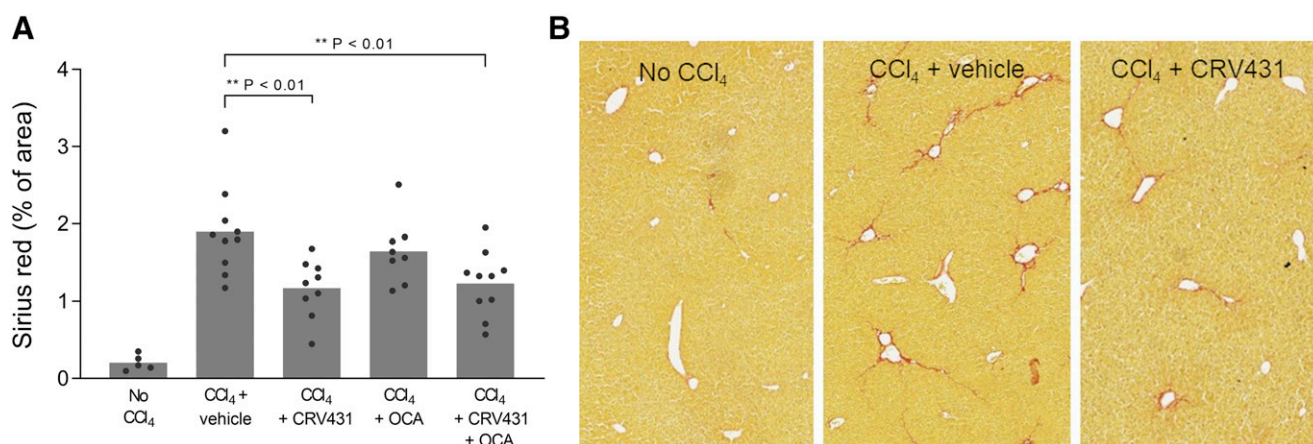 A
** P < 0.01
** P < 0.01
4
3
2
1
0
Sirius red (% of area)
No
CCl₄
CCl₄ +
vehicle
CCl₄
+ CRV431
CCl₄
+ OCA
CCl₄
+ CRV431
+ OCA
B
No CCl₄
CCl₄ + vehicle
CCl₄ + CRV431